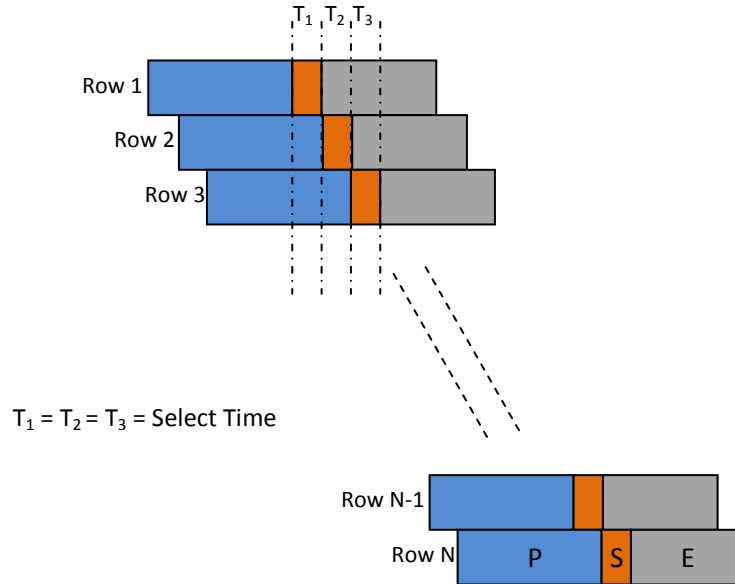 T₁ T₂ T₃
Row 1
Row 2
Row 3
T₁ = T₂ = T₃ = Select Time
Row N-1
Row N P S E